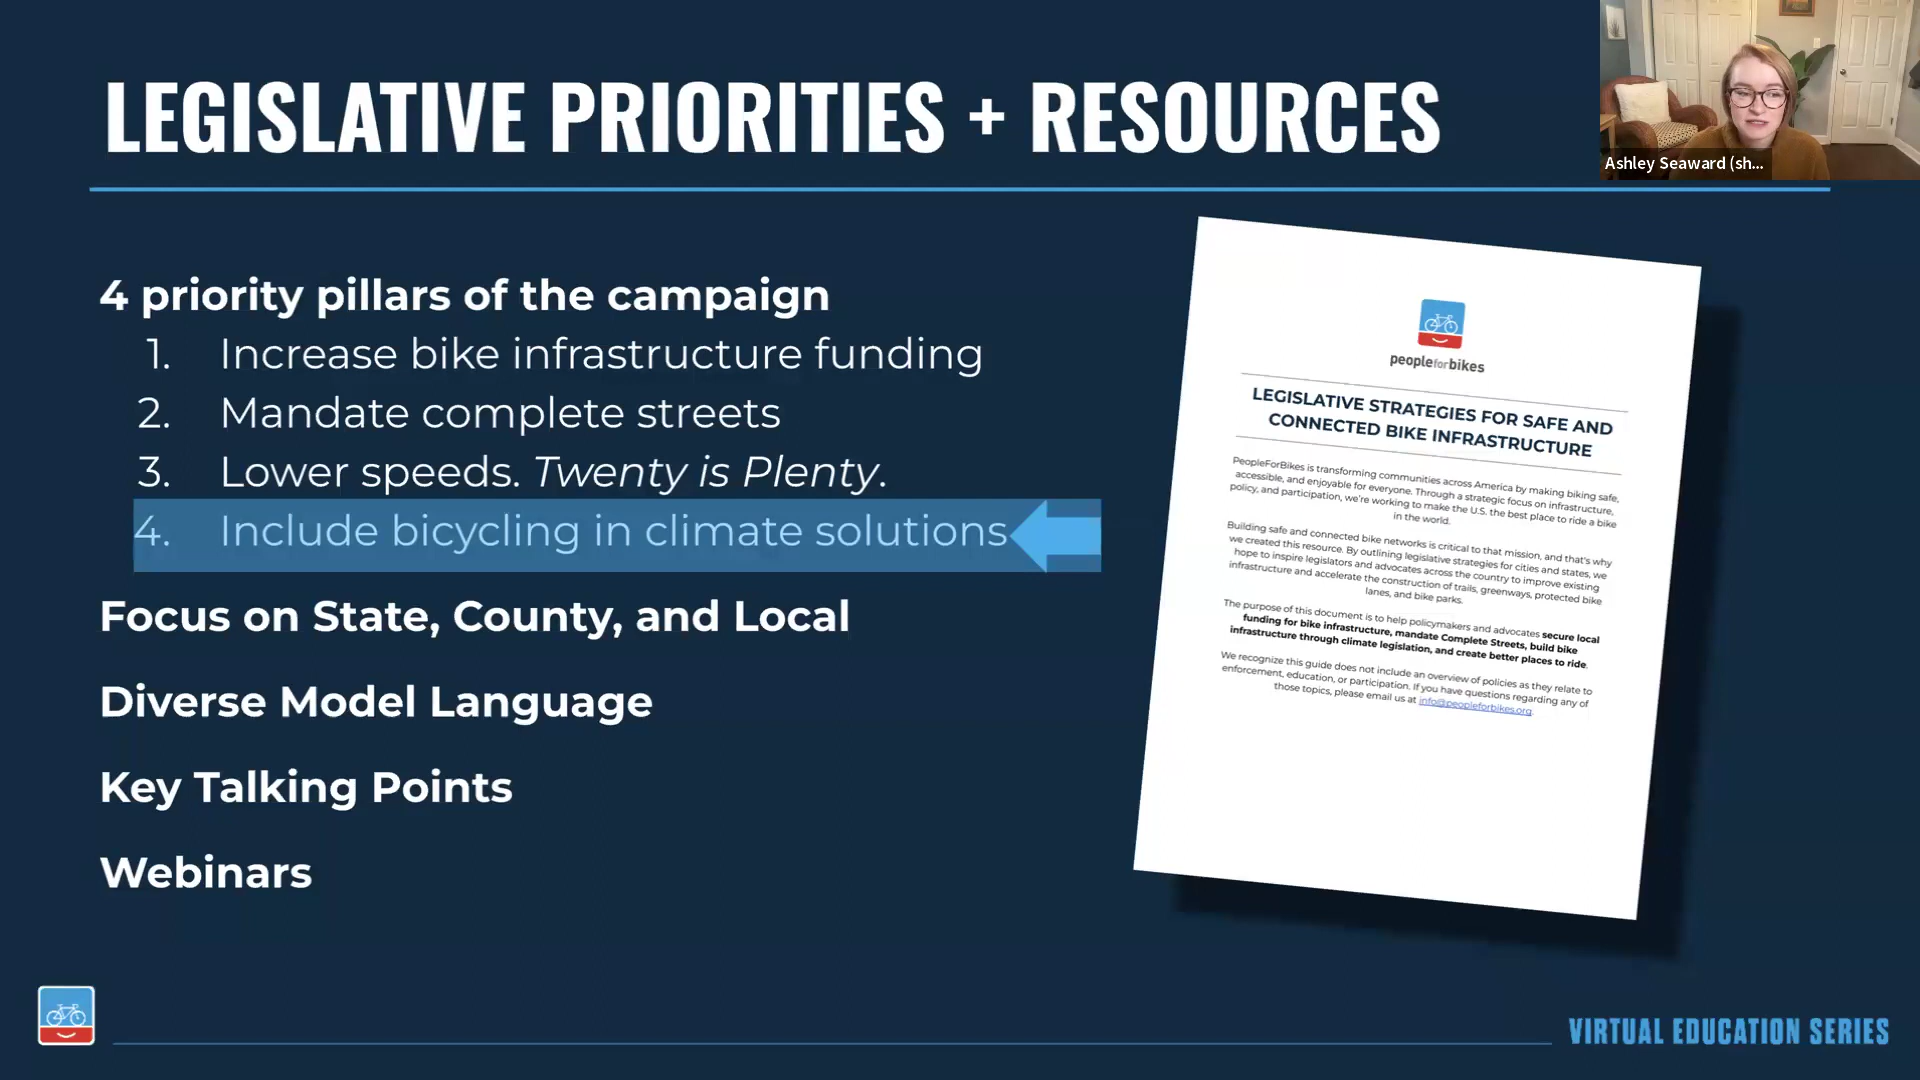 LEGISLATIVE PRIORITIES + RESOURCES
Ashley Seaward (sh...
4 priority pillars of the campaign
1. Increase bike infrastructure funding
2. Mandate complete streets
3. Lower speeds. Twenty is Plenty.
4. Include bicycling in climate solutions
Focus on State, County, and Local
Diverse Model Language
Key Talking Points
Webinars
peopleforbikes
LEGISLATIVE STRATEGIES FOR SAFE AND
CONNECTED BIKE INFRASTRUCTURE
PeopleForBikes is transforming communities across America by making biking safe,
accessible, and enjoyable for everyone. Through a strategic focus on infrastructure,
policy, and participation, we're working to make the U.S. the best place to ride a bike
in the world.
Building safe and connected bike networks is critical to that mission, and that's why
we created this resource. By outlining legislative strategies for cities and states, we
hope to inspire legislators and advocates across the country to improve existing
infrastructure and accelerate the construction of trails, greenways, protected bike
lanes, and bike parks.
The purpose of this document is to help policymakers and advocates secure local
funding for bike infrastructure, mandate Complete Streets, build bike
infrastructure through climate legislation, and create better places to ride.
We recognize this guide does not include an overview of policies as they relate to
enforcement, education, or participation. If you have questions regarding any of
those topics, please email us at info@peopleforbikes.org.
VIRTUAL EDUCATION SERIES